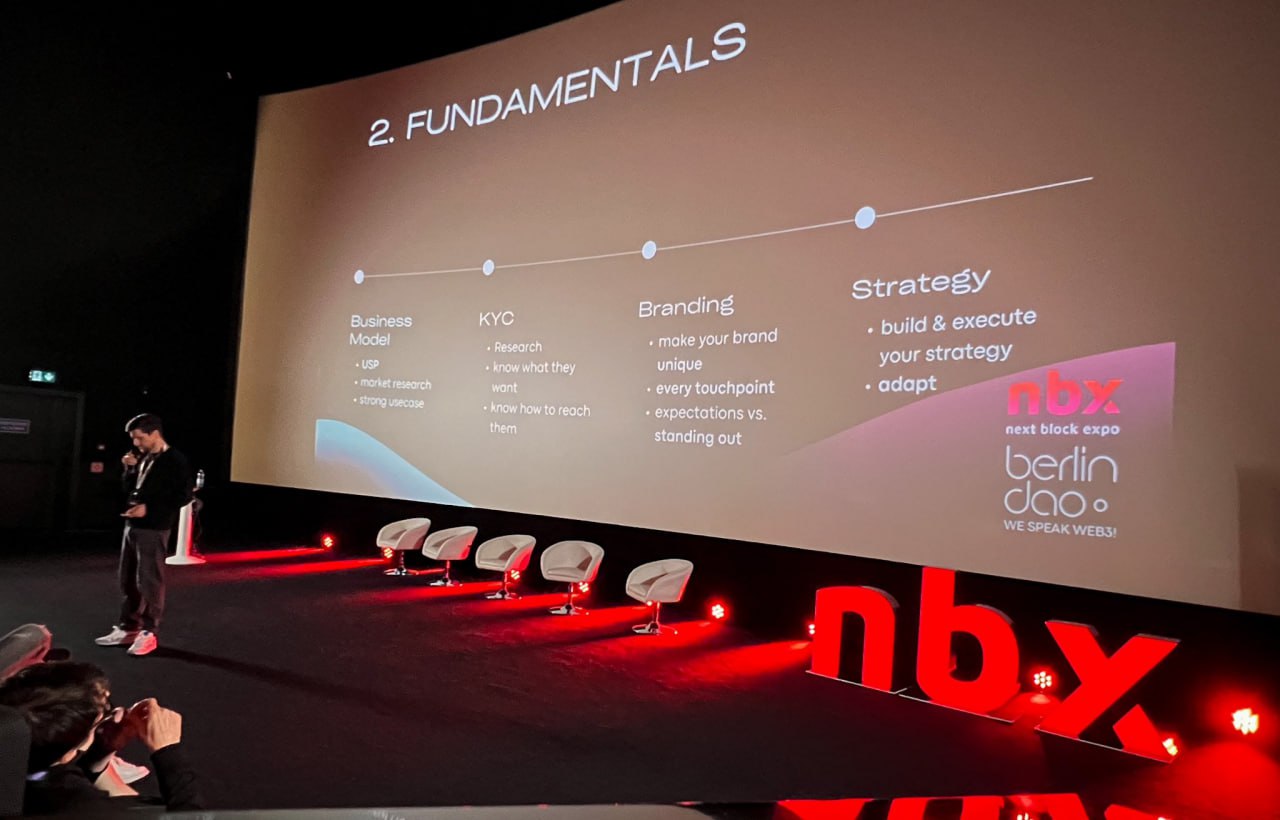 2. FUNDAMENTALS
Business
Model
• USP
• market research
• strong usecase
KYC
• Research
• know what they
want
• know how to reach
them
Branding
• make your brand
unique
• every touchpoint
• expectations vs.
standing out
Strategy
• build & execute
your strategy
• adapt
nbx
next block expo
berlin
dao
WE SPEAK WEB3!
nbx